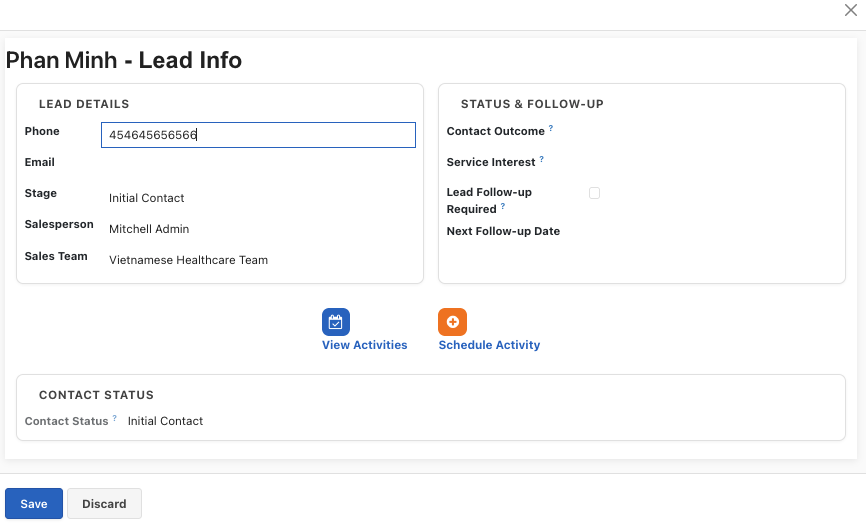 Phan Minh - Lead Info
LEAD DETAILS
Phone 454645656566
Email
Stage Initial Contact
Salesperson Mitchell Admin
Sales Team Vietnamese Healthcare Team
STATUS & FOLLOW-UP
Contact Outcome ?
Service Interest ?
Lead Follow-up
Required ?
Next Follow-up Date
View Activities
Schedule Activity
CONTACT STATUS
Contact Status ? Initial Contact
Save Discard